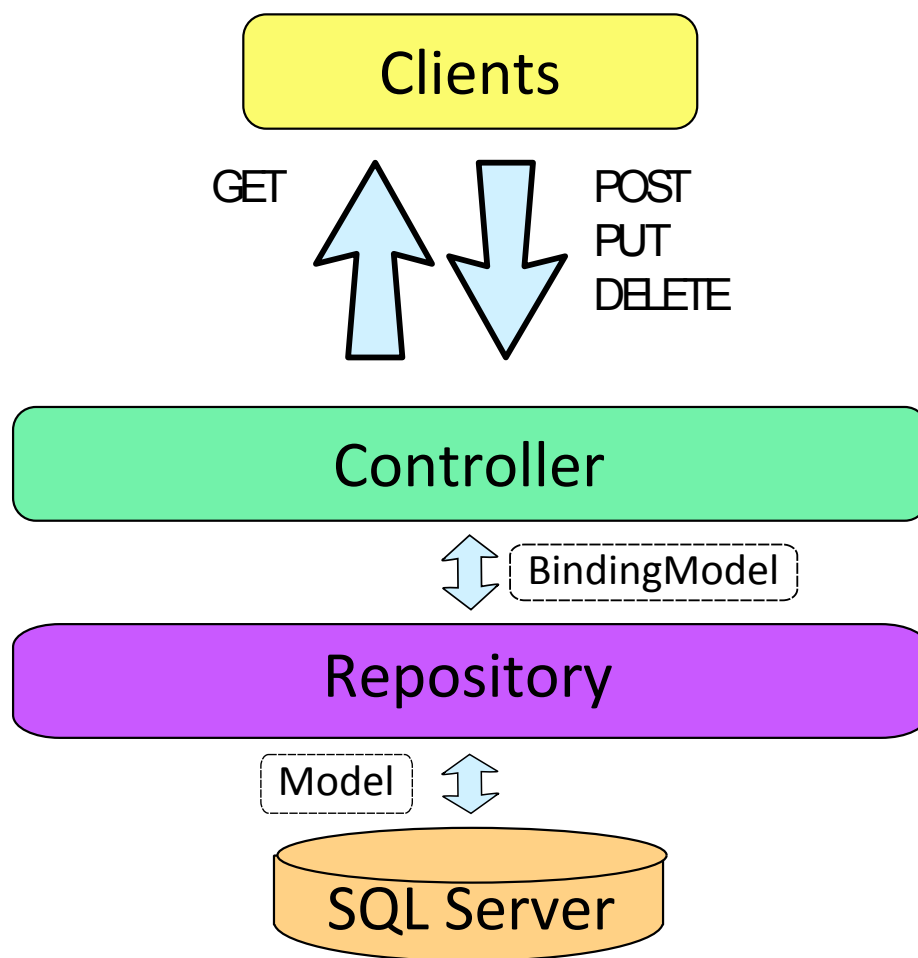 Clients
GET
POST
PUT
DELETE
Controller
BindingModel
Repository
Model
SQL Server